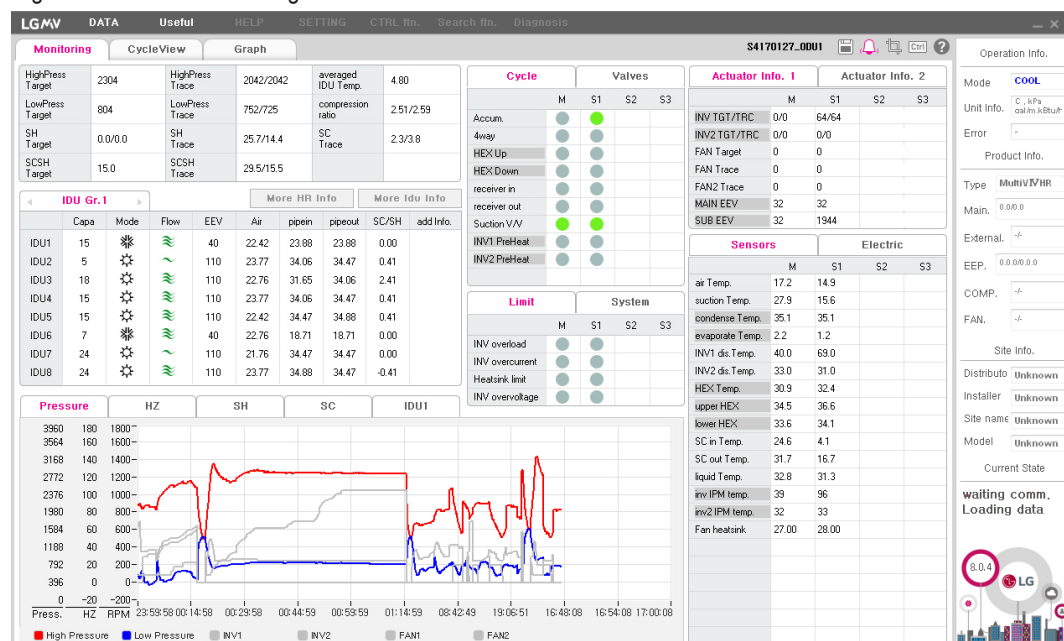 LGMV DATA Useful HELP SETTING CTRL ftn. Search ftn. Diagnosis
Monitoring CycleView Graph S4170127_ODU1 Ctrl ?
HighPress Target 2304 HighPress Trace 2042/2042 averaged IDU Temp. 4.80
LowPress Target 804 LowPress Trace 752/725 compression ratio 2.51/2.59
SH Target 0.0/0.0 SH Trace 25.7/14.4 SC Trace 2.3/3.8
SCSH Target 15.0 SCSH Trace 29.5/15.5
IDU Gr.1 More HR Info More Idu Info
Capa Mode Flow EEV Air pipein pipeout SC/SH add Info.
IDU1 15 40 22.42 23.88 23.88 0.00
IDU2 5 110 23.77 34.06 34.47 0.41
IDU3 18 110 22.76 31.65 34.06 2.41
IDU4 15 110 23.77 34.06 34.47 0.41
IDU5 15 110 22.42 34.47 34.88 0.41
IDU6 7 40 22.76 18.71 18.71 0.00
IDU7 24 110 21.76 34.47 34.47 0.00
IDU8 24 110 23.77 34.88 34.47 -0.41
Cycle Valves
M S1 S2 S3
Accum.
4way
HEX Up
HEX Down
receiver in
receiver out
Suction V/V
INV1 PreHeat
INV2 PreHeat
Limit System
M S1 S2 S3
INV overload
INV overcurrent
Heatsink limit
INV overvoltage
Actuator Info. 1 Actuator Info. 2
M S1 S2 S3
INV TGT/TRC 0/0 64/64
INV2 TGT/TRC 0/0 0/0
FAN Target 0 0
FAN Trace 0 0
FAN2 Trace 0 0
MAIN EEV 32 32
SUB EEV 32 1944
Sensors Electric
M S1 S2 S3
air Temp. 17.2 14.9
suction Temp. 27.9 15.6
condense Temp. 35.1 35.1
evaporate Temp. 2.2 1.2
INV1 dis.Temp. 40.0 69.0
INV2 dis.Temp. 33.0 31.0
HEX Temp. 30.9 32.4
upper HEX 34.5 36.6
lower HEX 33.6 34.1
SC in Temp. 24.6 4.1
SC out Temp. 31.7 16.7
liquid Temp. 32.8 31.3
inv IPM temp. 39 96
inv2 IPM temp. 32 33
Fan heatsink 27.00 28.00
Pressure HZ SH SC IDU1
3960 180 1800
3564 160 1600
3168 140 1400
2772 120 1200
2376 100 1000
1980 80 800
1584 60 600
1188 40 400
792 20 200
396 0 0
0 -20 -200
Press. HZ RPM 23:59:58 00:14:58 00:29:58 00:44:59 00:59:59 01:14:59 08:42:49 19:06:51 16:48:08 16:54:08 17:00:08
High Pressure Low Pressure INV1 INV2 FAN1 FAN2
Operation Info.
Mode COOL
Unit Info. C , kPa
Error -
Product Info.
Type MultiV IV HR
Main. 0.0/0.0
External. -/-
EEP. 0.0.0/0.0.0
COMP. -/-
FAN. -/-
Site Info.
Distributo Unknown
Installer Unknown
Site name Unknown
Model Unknown
Current State
waiting comm.
Loading data
8.0.4
LG